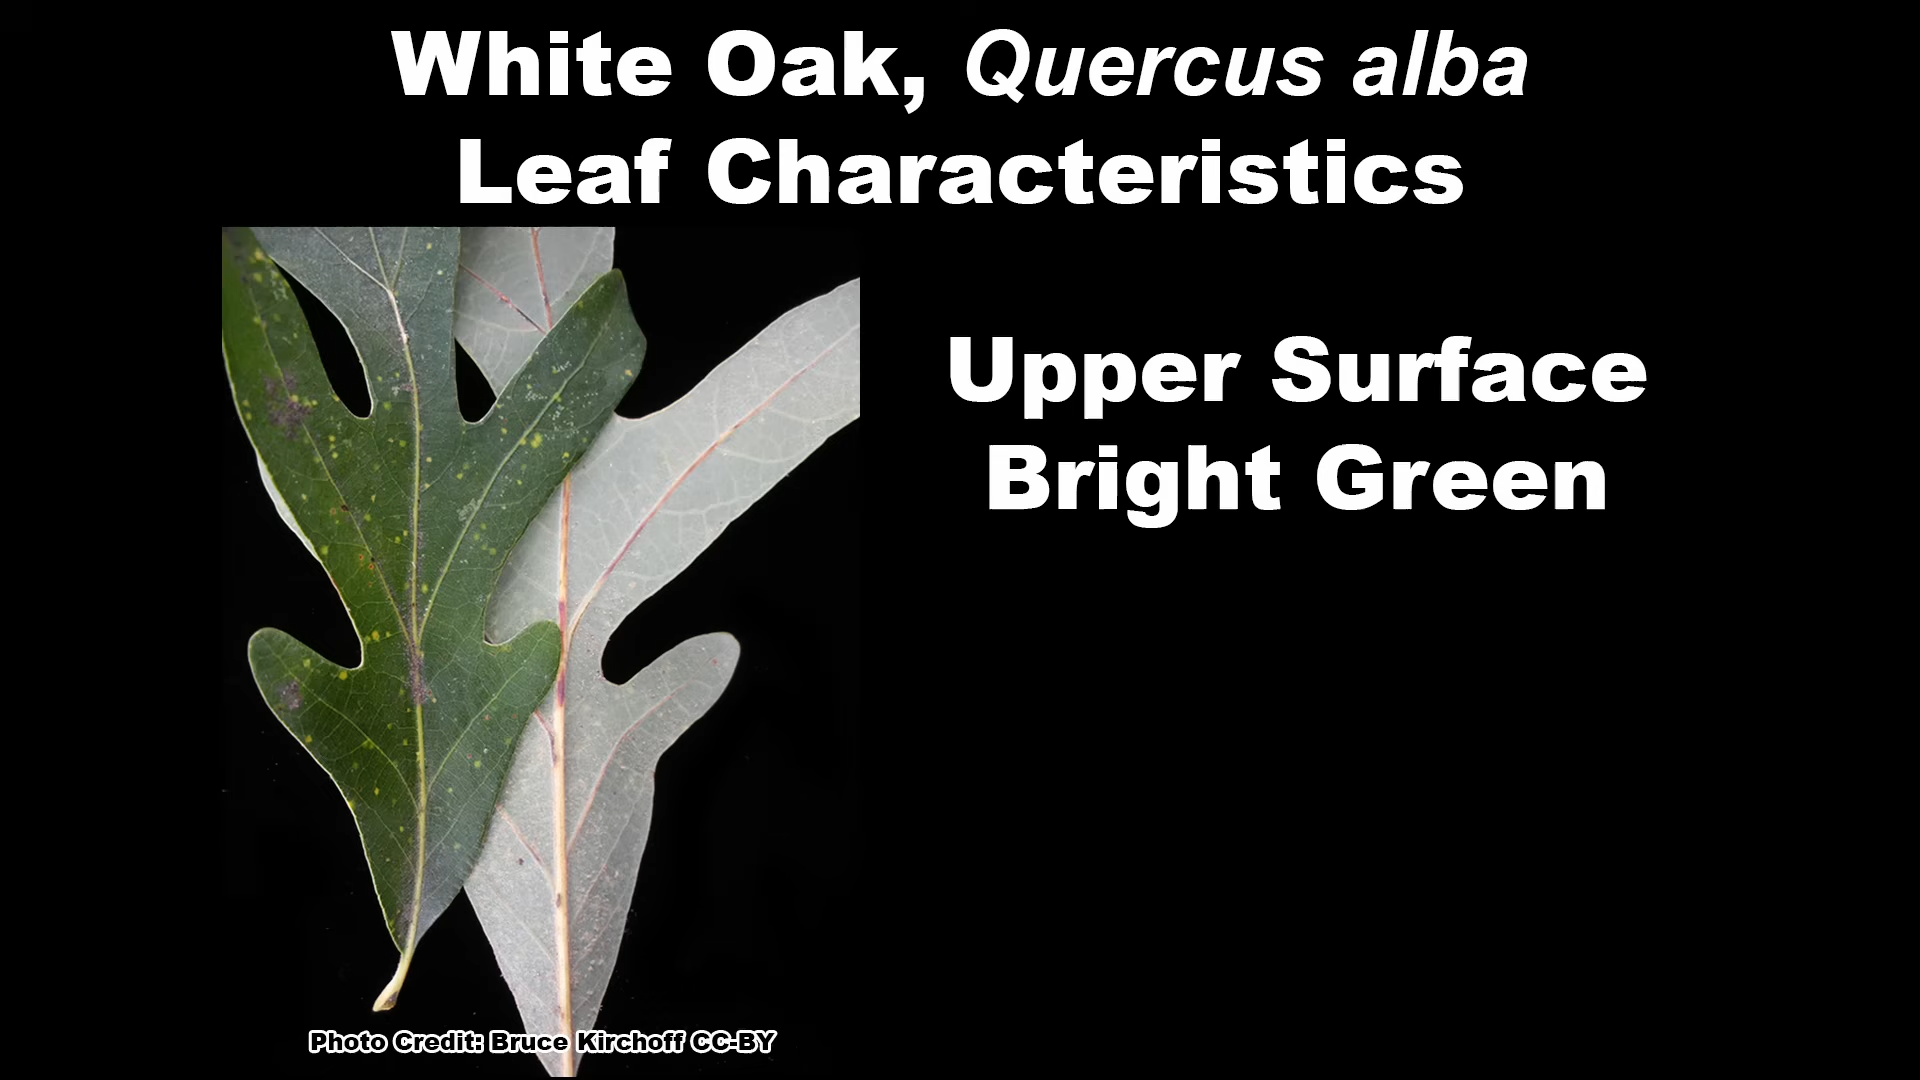 White Oak, Quercus alba
Leaf Characteristics
Upper Surface
Bright Green
Photo Credit: Bruce Kirchoff CC-BY